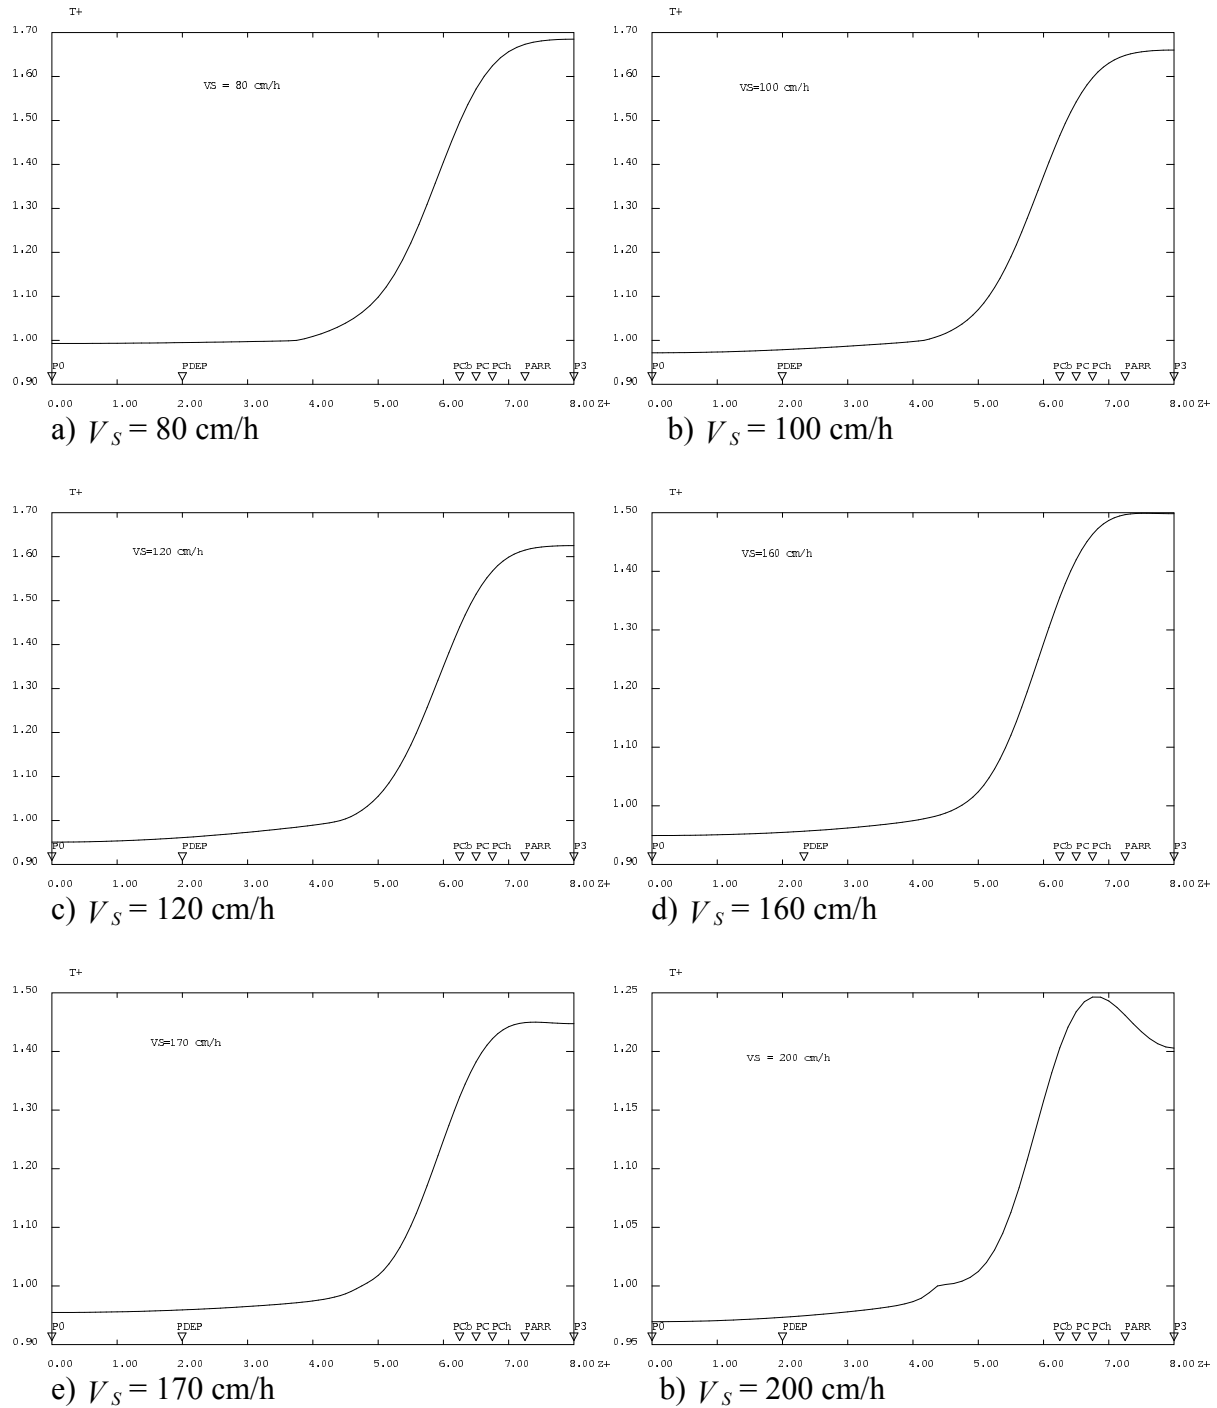 T+
1.70
1.60
1.50
1.40
1.30
1.20
1.10
1.00
0.90
VS = 80 cm/h
P0 PDEP PCb PC PCh PARR P3
0.00 1.00 2.00 3.00 4.00 5.00 6.00 7.00 8.00 Z+
a) V_S = 80 cm/h
T+
1.70
1.60
1.50
1.40
1.30
1.20
1.10
1.00
0.90
VS=100 cm/h
P0 PDEP PCb PC PCh PARR P3
0.00 1.00 2.00 3.00 4.00 5.00 6.00 7.00 8.00 Z+
b) V_S = 100 cm/h
T+
1.70
1.60
1.50
1.40
1.30
1.20
1.10
1.00
0.90
VS=120 cm/h
P0 PDEP PCb PC PCh PARR P3
0.00 1.00 2.00 3.00 4.00 5.00 6.00 7.00 8.00 Z+
c) V_S = 120 cm/h
T+
1.50
1.40
1.30
1.20
1.10
1.00
0.90
VS=160 cm/h
P0 PDEP PCb PC PCh PARR P3
0.00 1.00 2.00 3.00 4.00 5.00 6.00 7.00 8.00 Z+
d) V_S = 160 cm/h
T+
1.50
1.40
1.30
1.20
1.10
1.00
0.90
VS=170 cm/h
P0 PDEP PCb PC PCh PARR P3
0.00 1.00 2.00 3.00 4.00 5.00 6.00 7.00 8.00 Z+
e) V_S = 170 cm/h
T+
1.25
1.20
1.15
1.10
1.05
1.00
0.95
VS = 200 cm/h
P0 PDEP PCb PC PCh PARR P3
0.00 1.00 2.00 3.00 4.00 5.00 6.00 7.00 8.00 Z+
b) V_S = 200 cm/h